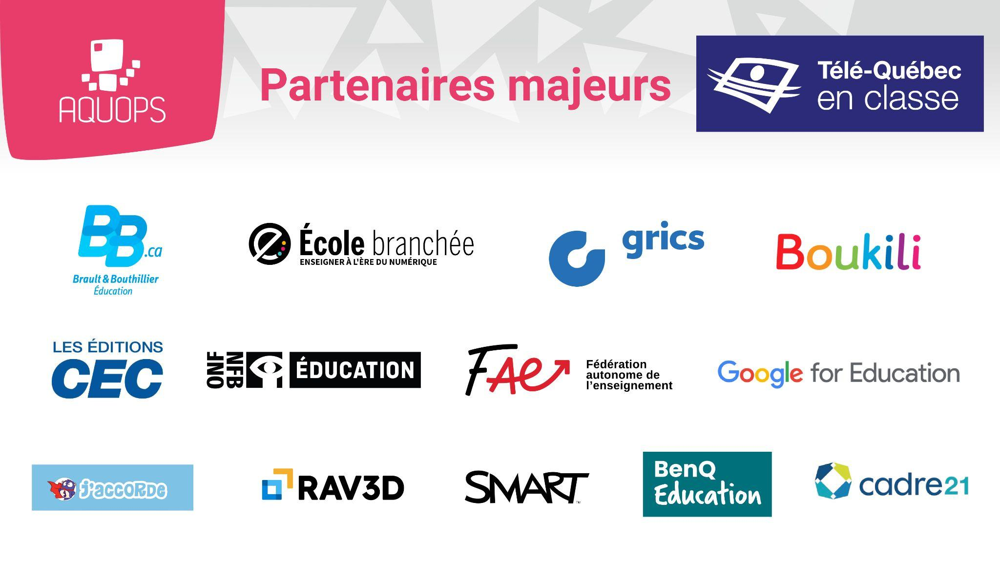 AQUOPS
Partenaires majeurs
Télé-Québec
en classe
BB.ca
Brault & Bouthillier
Éducation
École branchée
ENSEIGNER À L'ÈRE DU NUMÉRIQUE
grics
Boukili
LES ÉDITIONS
CEC
ONF
NFB
ÉDUCATION
FAE
Fédération
autonome de
l'enseignement
Google for Education
j'accorde
RAV3D
SMART™
BenQ
Education
cadre21